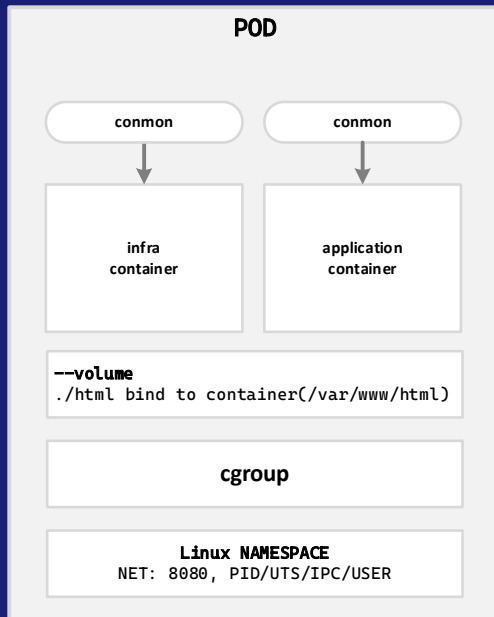 POD
conmon
conmon
infra
container
application
container
--volume
./html bind to container(/var/www/html)
cgroup
Linux NAMESPACE
NET: 8080, PID/UTS/IPC/USER